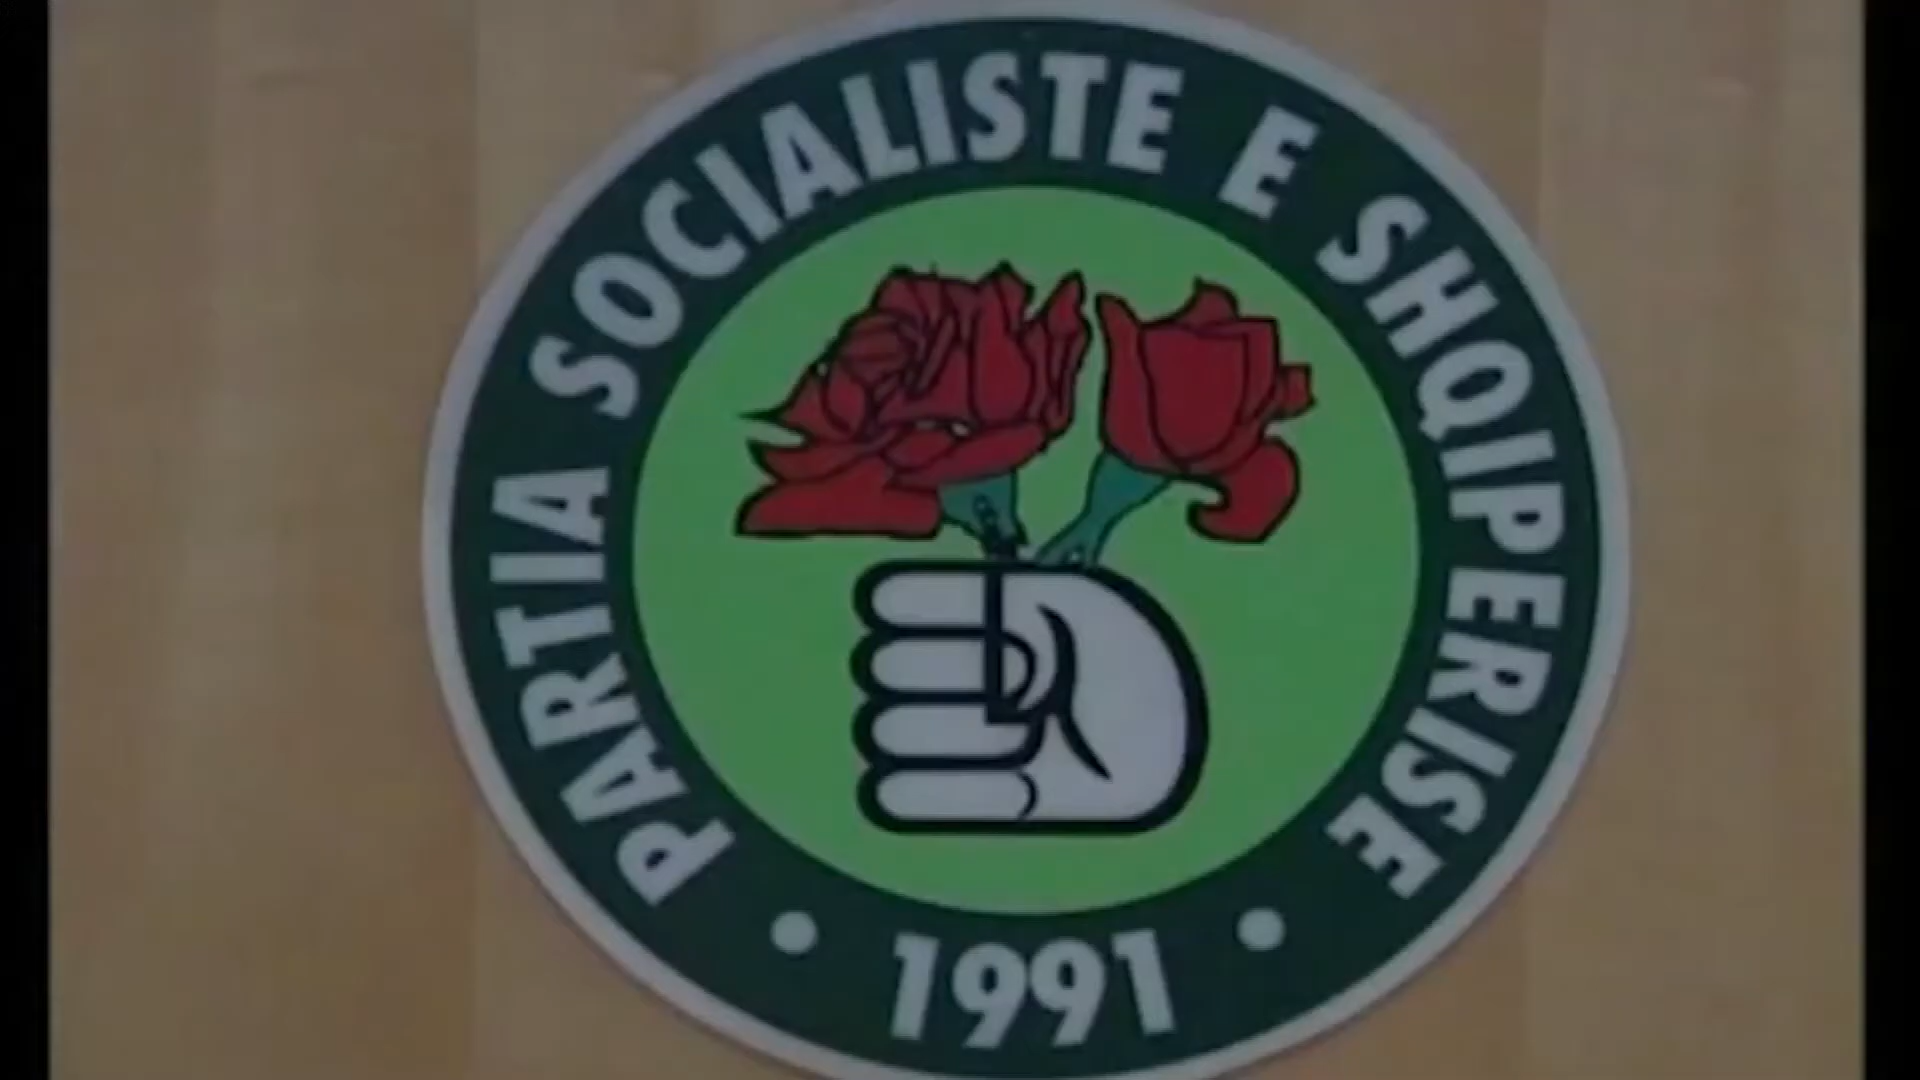 PARTIA SOCIALISTE E SHQIPERISE
• 1991 •